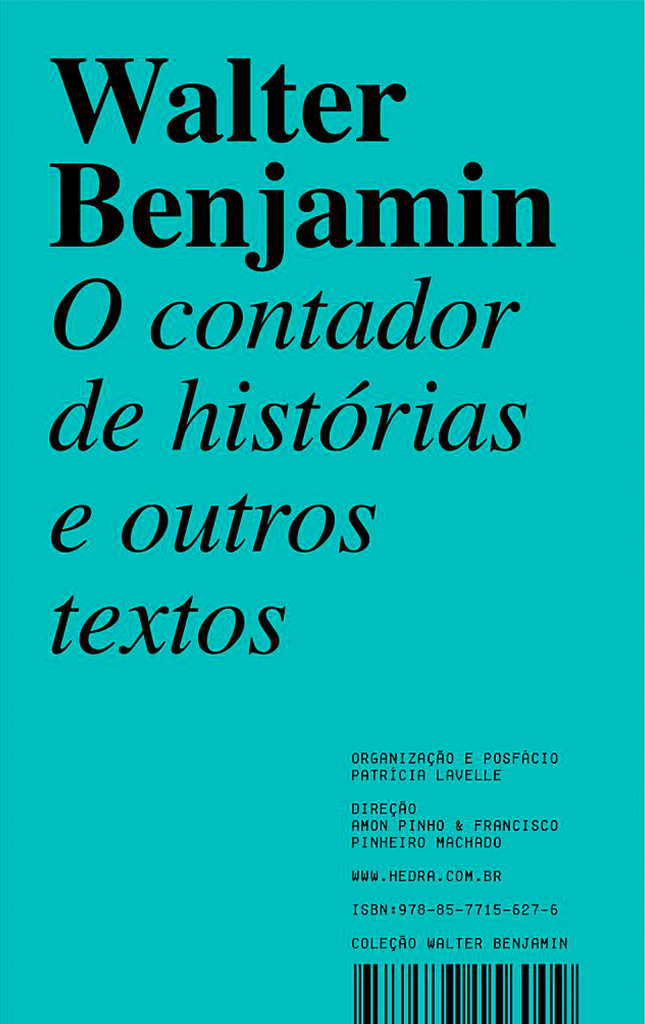 Walter
Benjamin
O contador
de histórias
e outros
textos
ORGANIZAÇÃO E POSFÁCIO
PATRÍCIA LAVELLE
DIREÇÃO
AMON PINHO & FRANCISCO
PINHEIRO MACHADO
WWW.HEDRA.COM.BR
ISBN:978-85-7715-627-6
COLEÇÃO WALTER BENJAMIN